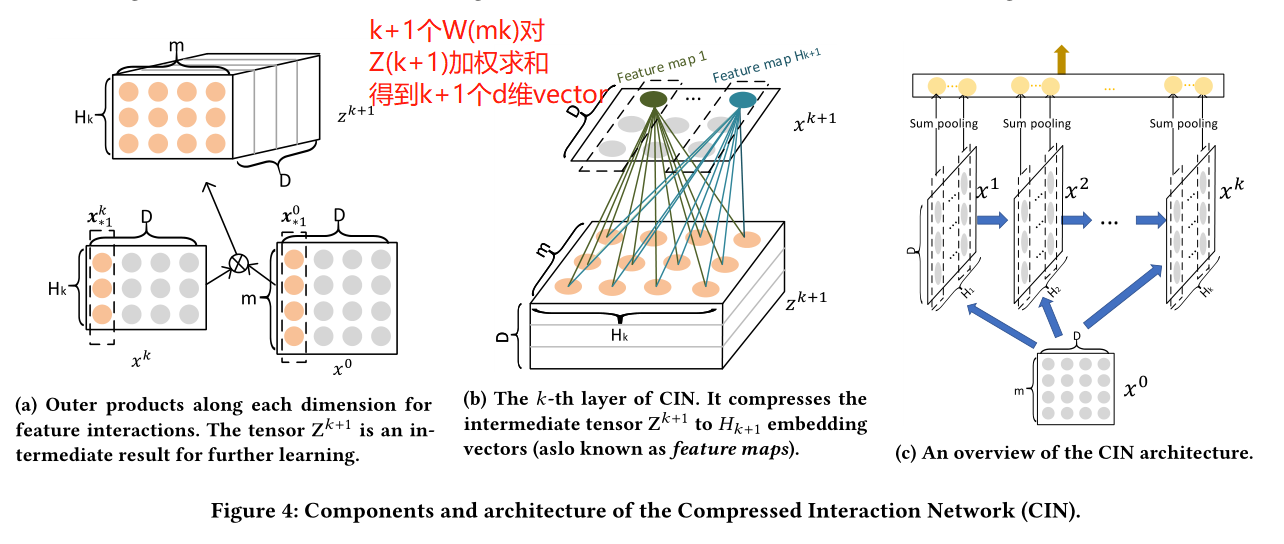 k+1个W(mk)对
Z(k+1)加权求和
得到k+1个d维vector
m
H_k
D
z^{k+1}
x^k_{*1}
D
x^0_{*1}
D
H_k
m
x^k
x^0
(a) Outer products along each dimension for
feature interactions. The tensor Z^{k+1} is an in-
termediate result for further learning.
Feature map 1
Feature map H_{k+1}
...
D
x^{k+1}
m
H_k
D
z^{k+1}
(b) The k-th layer of CIN. It compresses the
intermediate tensor Z^{k+1} to H_{k+1} embedding
vectors (aslo known as feature maps).
... ... ... ...
Sum pooling Sum pooling Sum pooling
x^1 x^2 ... x^k
D
H_1 H_2 H_k
D
m
x^0
(c) An overview of the CIN architecture.
Figure 4: Components and architecture of the Compressed Interaction Network (CIN).